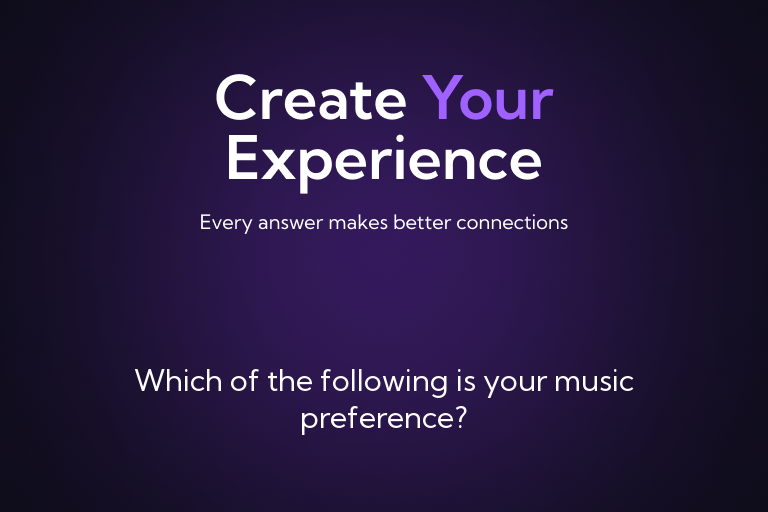 Create Your
Experience
Every answer makes better connections
Which of the following is your music
preference?